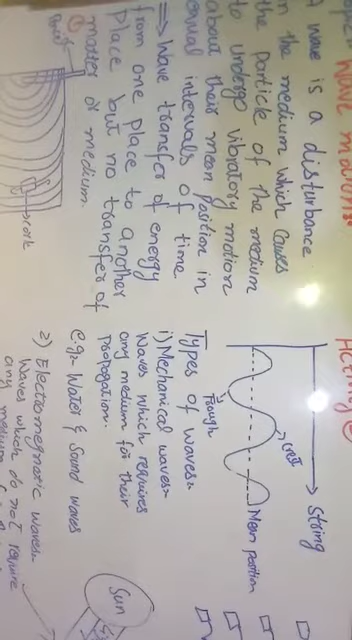 Wave motion:
A wave is a disturbance
in the medium which causes
the particle of the medium
to undergo vibratory motion
about their mean position in
equal intervals of time.
⇒ Wave transfer of energy
from one place to another
place but no transfer of
matter or medium.
→ cork
String
Crest
Mean position
Trough
Types of waves:-
i) Mechanical waves:-
Waves which requires
any medium for their
propagation.
e.g:- Water & Sound waves
2) Electromagnetic waves:-
Waves which do not require
any medium
Sun